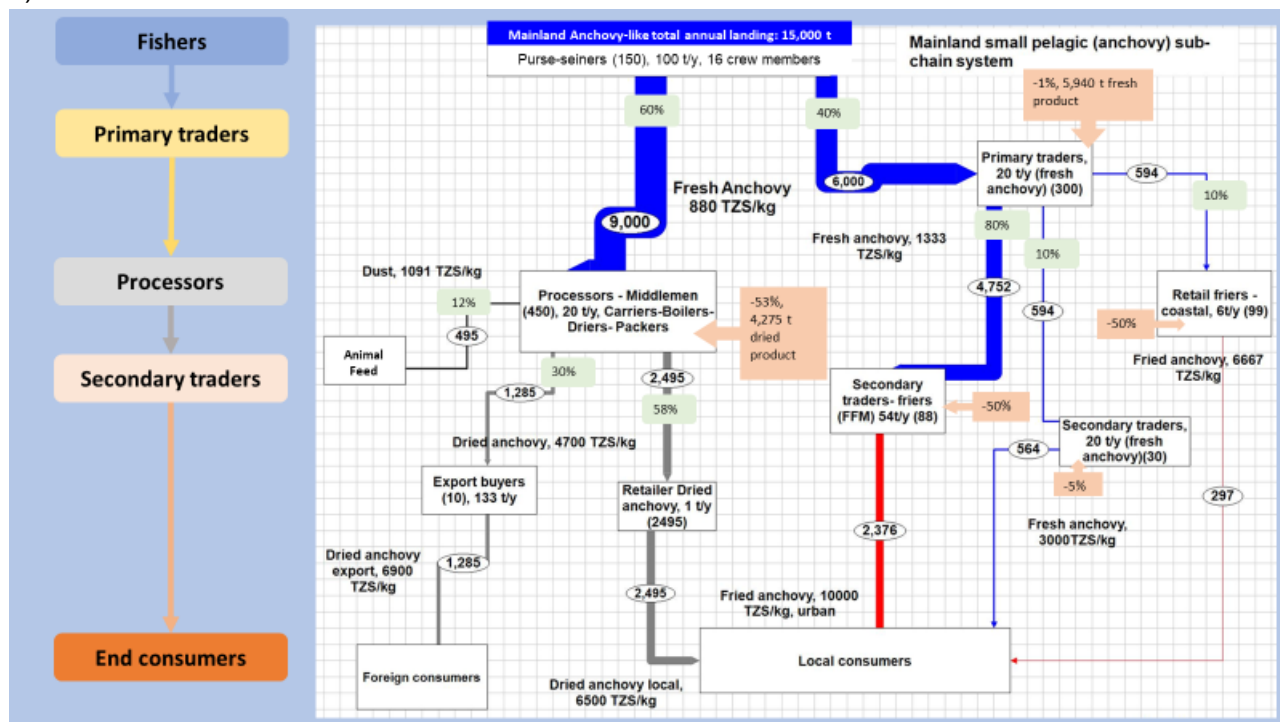 Fishers
Primary traders
Processors
Secondary traders
End consumers
Mainland Anchovy-like total annual landing: 15,000 t
Purse-seiners (150), 100 t/y, 16 crew members
Mainland small pelagic (anchovy) sub-
chain system
-1%, 5,940 t fresh
product
60%
40%
Primary traders,
20 t/y (fresh
anchovy) (300)
594
10%
6,000
Fresh Anchovy
880 TZS/kg
9,000
80%
Fresh anchovy, 1333
TZS/kg
10%
Dust, 1091 TZS/kg
12%
495
Animal
Feed
Processors - Middlemen
(450), 20 t/y, Carriers-Boilers-
Driers- Packers
-53%,
4,275 t
dried
product
4,752
594
Retail friers -
coastal, 6t/y (99)
-50%
Fried anchovy, 6667
TZS/kg
30%
1,285
2,495
58%
Secondary
traders- friers
(FFM) 54t/y (88)
-50%
Dried anchovy, 4700 TZS/kg
Secondary traders,
20 t/y (fresh
anchovy)(30)
564
-5%
Export buyers
(10), 133 t/y
Retailer Dried
anchovy, 1 t/y
(2495)
297
2,376
Fresh anchovy,
3000TZS/kg
Dried anchovy
export, 6900
TZS/kg
1,285
2,495
Fried anchovy, 10000
TZS/kg, urban
Foreign consumers
Local consumers
Dried anchovy local,
6500 TZS/kg